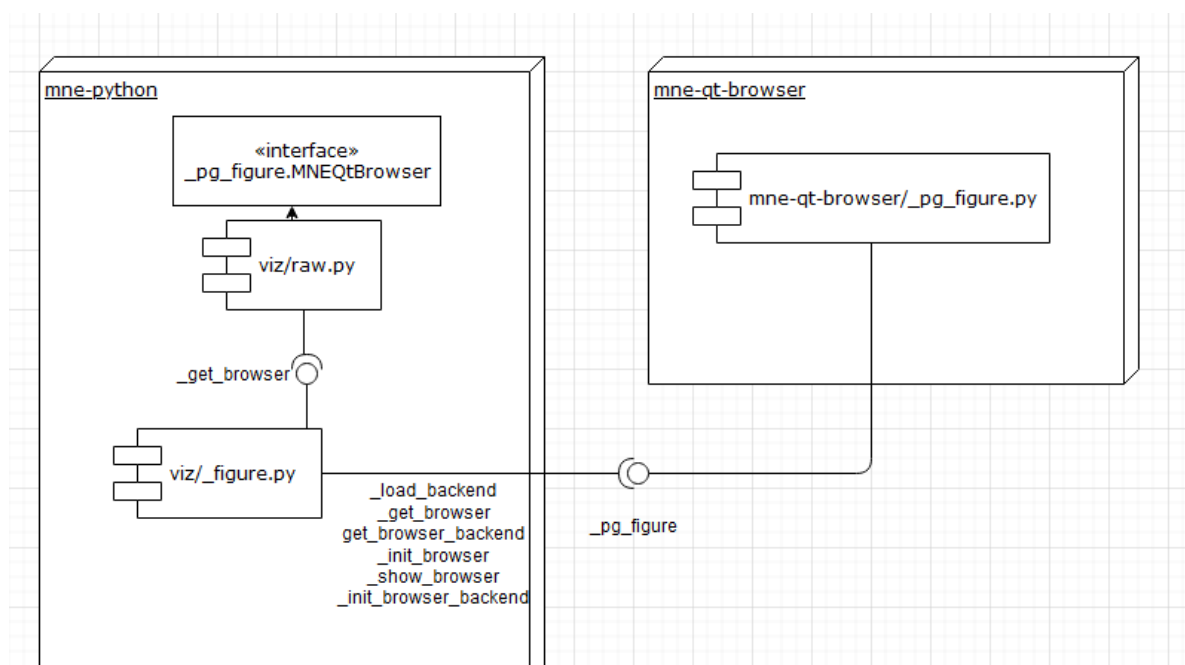 mne-python
«interface»
_pg_figure.MNEQtBrowser
viz/raw.py
_get_browser
viz/_figure.py
_load_backend
_get_browser
get_browser_backend
_init_browser
_show_browser
_init_browser_backend
_pg_figure
mne-qt-browser
mne-qt-browser/_pg_figure.py